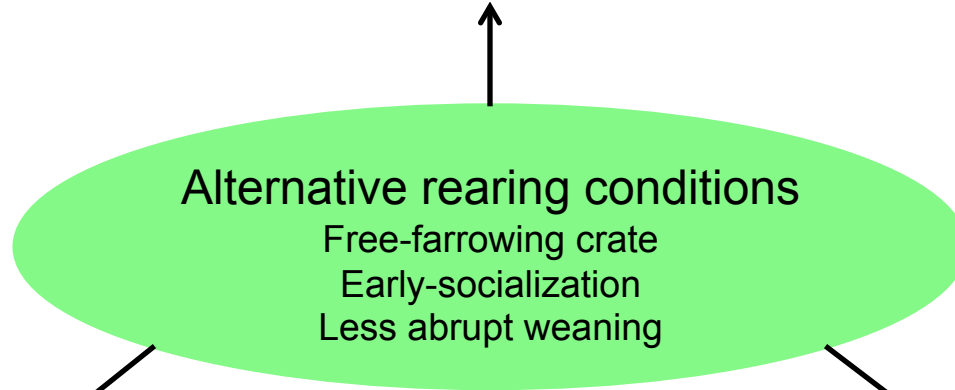 Alternative rearing conditions
Free-farrowing crate
Early-socialization
Less abrupt weaning